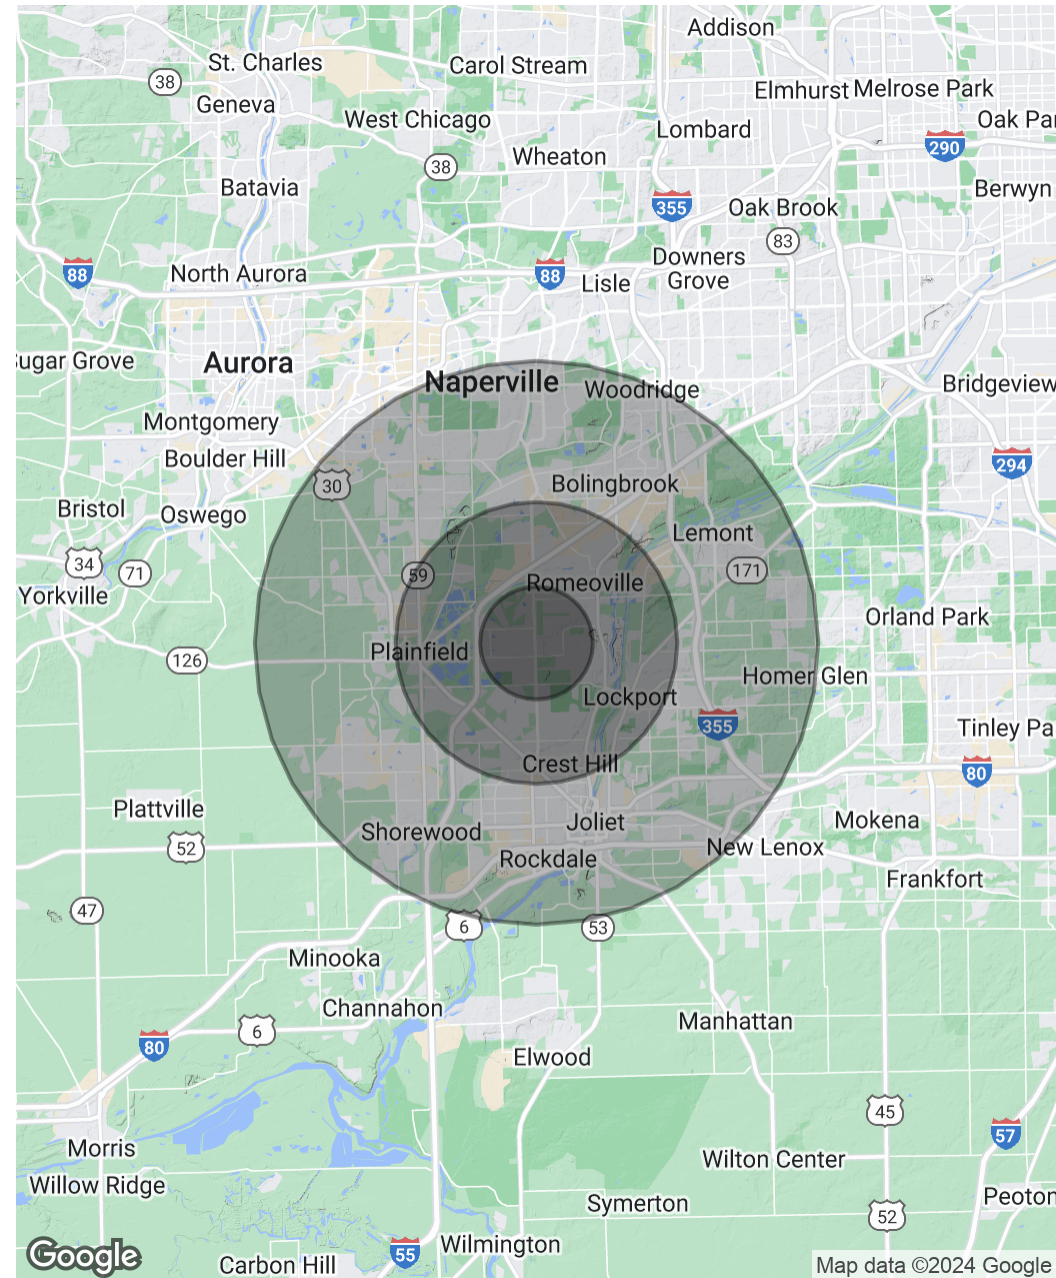 Addison
St. Charles
Carol Stream
38
Elmhurst
Melrose Park
Geneva
West Chicago
Oak Par
Lombard
290
Wheaton
38
Batavia
Berwyn
355
Oak Brook
83
Downers
Grove
88
North Aurora
88
Lisle
Sugar Grove
Aurora
Naperville
Woodridge
Bridgeview
Montgomery
Boulder Hill
294
30
Bolingbrook
Bristol
Oswego
Lemont
34
71
59
171
Romeoville
Yorkville
Orland Park
126
Plainfield
Homer Glen
Lockport
355
Tinley Pa
Crest Hill
80
Plattville
Joliet
Mokena
Shorewood
52
New Lenox
Rockdale
Frankfort
47
6
53
Minooka
Channahon
Manhattan
6
80
Elwood
45
57
Morris
Wilton Center
Willow Ridge
Peoton
Symerton
52
Wilmington
55
Google
Carbon Hill
Map data ©2024 Google